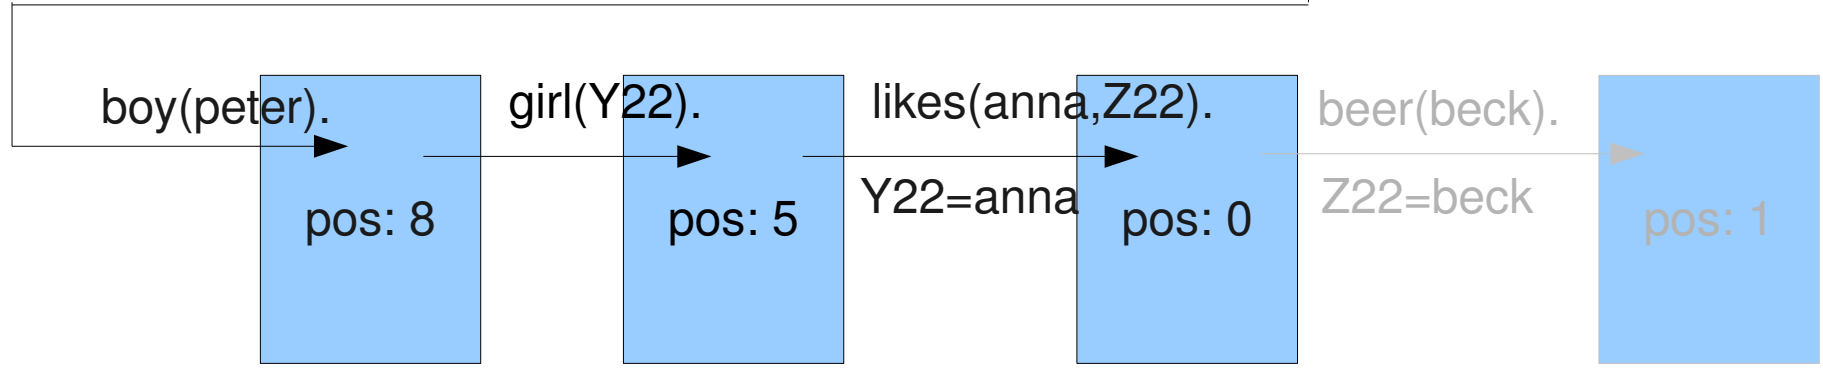 boy(peter).
girl(Y22).
likes(anna,Z22).
beer(beck).
Y22=anna
Z22=beck
pos: 8
pos: 5
pos: 0
pos: 1